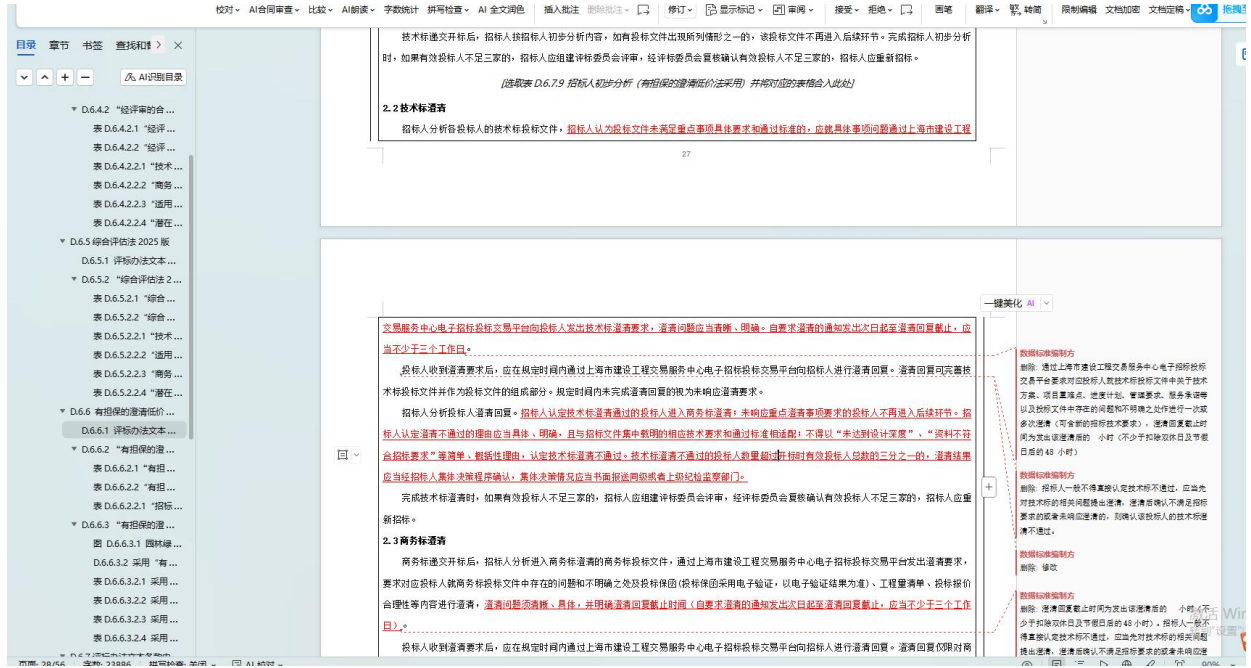 校对 AI合同审查 比较 AI朗读 字数统计 拼写检查 AI 全文润色 插入批注 删除批注 修订 显示标记 审阅 接受 拒绝 画笔 翻译 转简 限制编辑 文档加密 文档定稿 拖拽至
目录 章节 书签 查找和
AI识别目录
D.6.4.2 “经评审的合...
表 D.6.4.2.1 “经评...
表 D.6.4.2.2 “经评...
表 D.6.4.2.2.1 “技术...
表 D.6.4.2.2.2 “商务...
表 D.6.4.2.2.3 “适用...
表 D.6.4.2.2.4 “潜在...
D.6.5 综合评估法 2025 版
D.6.5.1 评标办法文本...
D.6.5.2 “综合评估法 2...
表 D.6.5.2.1 “综合...
表 D.6.5.2.2 “综合...
表 D.6.5.2.2.1 “技术...
表 D.6.5.2.2.2 “适用...
表 D.6.5.2.2.3 “商务...
表 D.6.5.2.2.4 “潜在...
D.6.6 有担保的澄清低价...
D.6.6.1 评标办法文本...
D.6.6.2 “有担保的澄...
表 D.6.6.2.1 “有担...
表 D.6.6.2.2 “有担...
表 D.6.6.2.2.1 “招标...
D.6.6.3 “有担保的澄...
图 D.6.6.3.1 园林绿...
D.6.6.3.2 采用 “有...
表 D.6.6.3.2.1 采用...
表 D.6.6.3.2.2 采用...
表 D.6.6.3.2.3 采用...
表 D.6.6.3.2.4 采用...
技术标递交开标后，招标人按招标人初步分析内容，如有投标文件出现所列情形之一的，该投标文件不再进入后续环节。完成招标人初步分析
时，如果有效投标人不足三家的，招标人应组建评标委员会评审，经评标委员会复核确认有效投标人不足三家的，招标人应重新招标。
[选取表 D.6.7.9 招标人初步分析（有担保的澄清低价法采用）并将对应的表格合入此处]
2.2 技术标澄清
招标人分析各投标人的技术标投标文件，招标人认为投标文件未满足重点事项具体要求和通过标准的，应就具体事项问题通过上海市建设工程
27
一键美化 AI
交易服务中心电子招标投标交易平台向投标人发出技术标澄清要求，澄清问题应当清晰、明确。自要求澄清的通知发出次日起至澄清回复截止，应
当不少于三个工作日。
投标人收到澄清要求后，应在规定时间内通过上海市建设工程交易服务中心电子招标投标交易平台向招标人进行澄清回复。澄清回复可完善技
术标投标文件并作为投标文件的组成部分。规定时间内未完成澄清回复的视为未响应澄清要求。
招标人分析投标人澄清回复。招标人认定技术标澄清通过的投标人进入商务标澄清；未响应重点澄清事项要求的投标人不再进入后续环节。招
标人认定澄清不通过的理由应当具体、明确，且与招标文件集中载明的相应技术要求和通过标准相适配；不得以“未达到设计深度”、“资料不符
合招标要求”等简单、概括性理由，认定技术标澄清不通过。技术标澄清不通过的投标人数量超过开标时有效投标人总数的三分之一的，澄清结果
应当经招标人集体决策程序确认，集体决策情况应当书面报送同级或者上级纪检监察部门。
完成技术标澄清时，如果有效投标人不足三家的，招标人应组建评标委员会评审，经评标委员会复核确认有效投标人不足三家的，招标人应重
新招标。
2.3 商务标澄清
商务标递交开标后，招标人分析进入商务标澄清的商务标投标文件，通过上海市建设工程交易服务中心电子招标投标交易平台发出澄清要求，
要求对应投标人就商务标投标文件中存在的问题和不明确之处及投标保函(投标保函采用电子验证，以电子验证结果为准)、工程量清单、投标报价
合理性等内容进行澄清，澄清问题须清晰、具体，并明确澄清回复截止时间（自要求澄清的通知发出次日起至澄清回复截止，应当不少于三个工作
日）。
投标人收到澄清要求后，应在规定时间内通过上海市建设工程交易服务中心电子招标投标交易平台向招标人进行澄清回复。澄清回复仅限对商
数据标准编制方
删除: 通过上海市建设工程交易服务中心电子招标投标
交易平台要求对应投标人就技术标投标文件中关于技术
方案、项目重难点、进度计划、管理要求、服务承诺等
以及投标文件中存在的问题和不明确之处作进行一次或
多次澄清（可含新的招标技术要求），澄清回复截止时
间为发出该澄清后的 小时（不少于扣除双休日及节假
日后的 48 小时）
数据标准编制方
删除: 招标人一般不得直接认定技术标不通过，应当先
对技术标的相关问题提出澄清，澄清后确认不满足招标
要求的或者未响应澄清的，则确认该投标人的技术标澄
清不通过。
数据标准编制方
删除: 修改
数据标准编制方
删除: 澄清回复截止时间为发出该澄清后的 小时（不
少于扣除双休日及节假日后的 48 小时）。招标人一般不
得直接认定技术标不通过，应当先对技术标的相关问题
提出澄清，澄清后确认不满足招标要求的或者未响应澄
激活 Win
页面: 28/56 字数: 23886 拼写检查: 关闭 AI 校对 90%